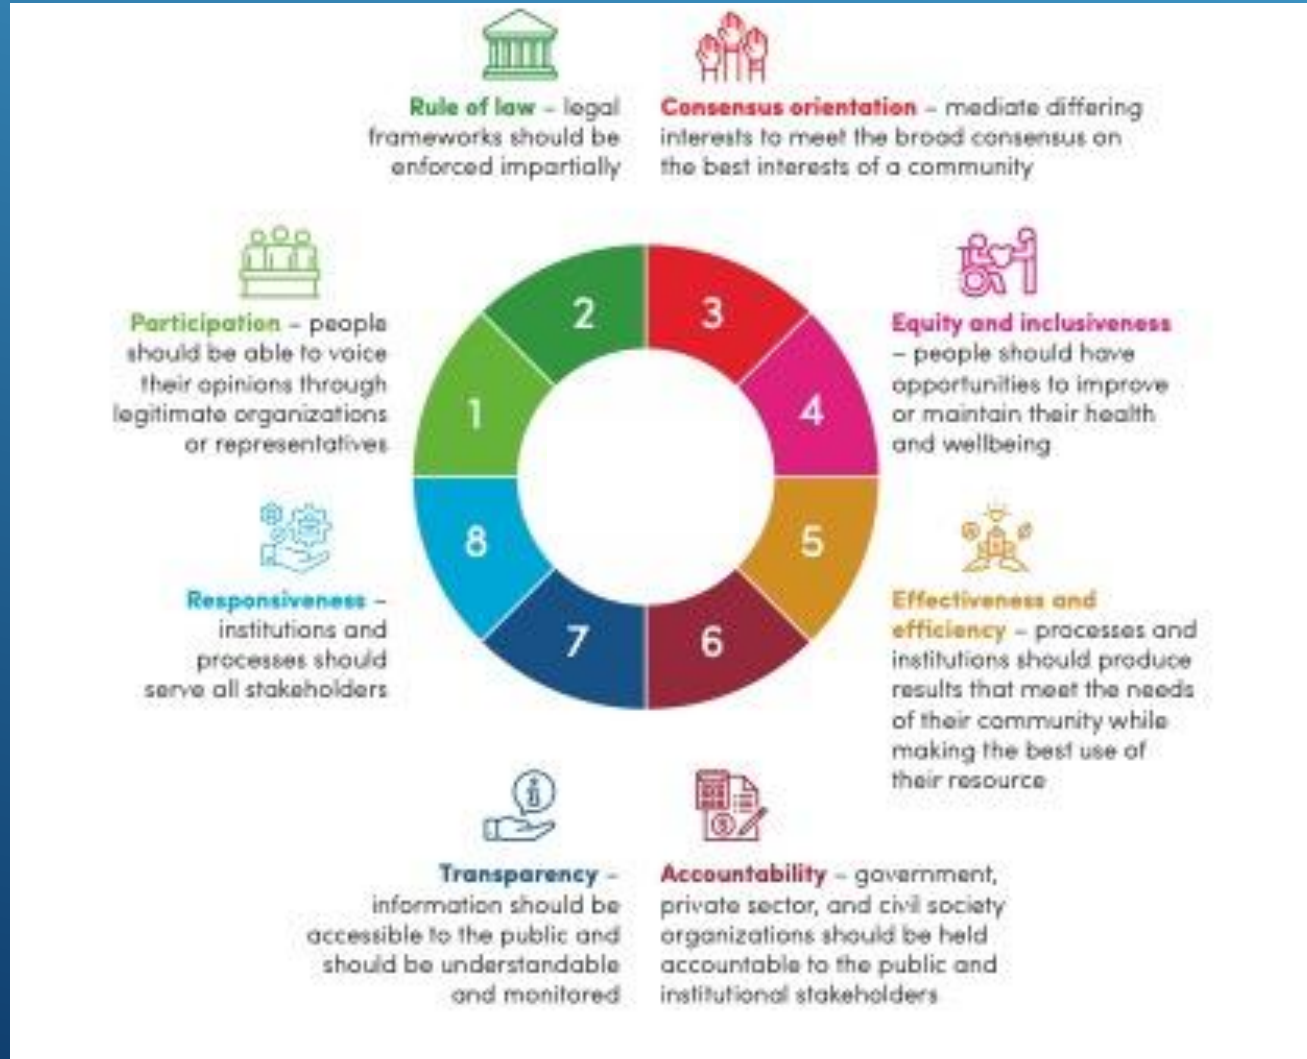 Rule of law – legal
frameworks should be
enforced impartially
Consensus orientation – mediate differing
interests to meet the broad consensus on
the best interests of a community
Participation – people
should be able to voice
their opinions through
legitimate organizations
or representatives
Equity and inclusiveness
– people should have
opportunities to improve
or maintain their health
and wellbeing
2
3
1
4
8
5
7
6
Responsiveness –
institutions and
processes should
serve all stakeholders
Effectiveness and
efficiency – processes and
institutions should produce
results that meet the needs
of their community while
making the best use of
their resource
Transparency –
information should be
accessible to the public and
should be understandable
and monitored
Accountability – government,
private sector, and civil society
organizations should be held
accountable to the public and
institutional stakeholders